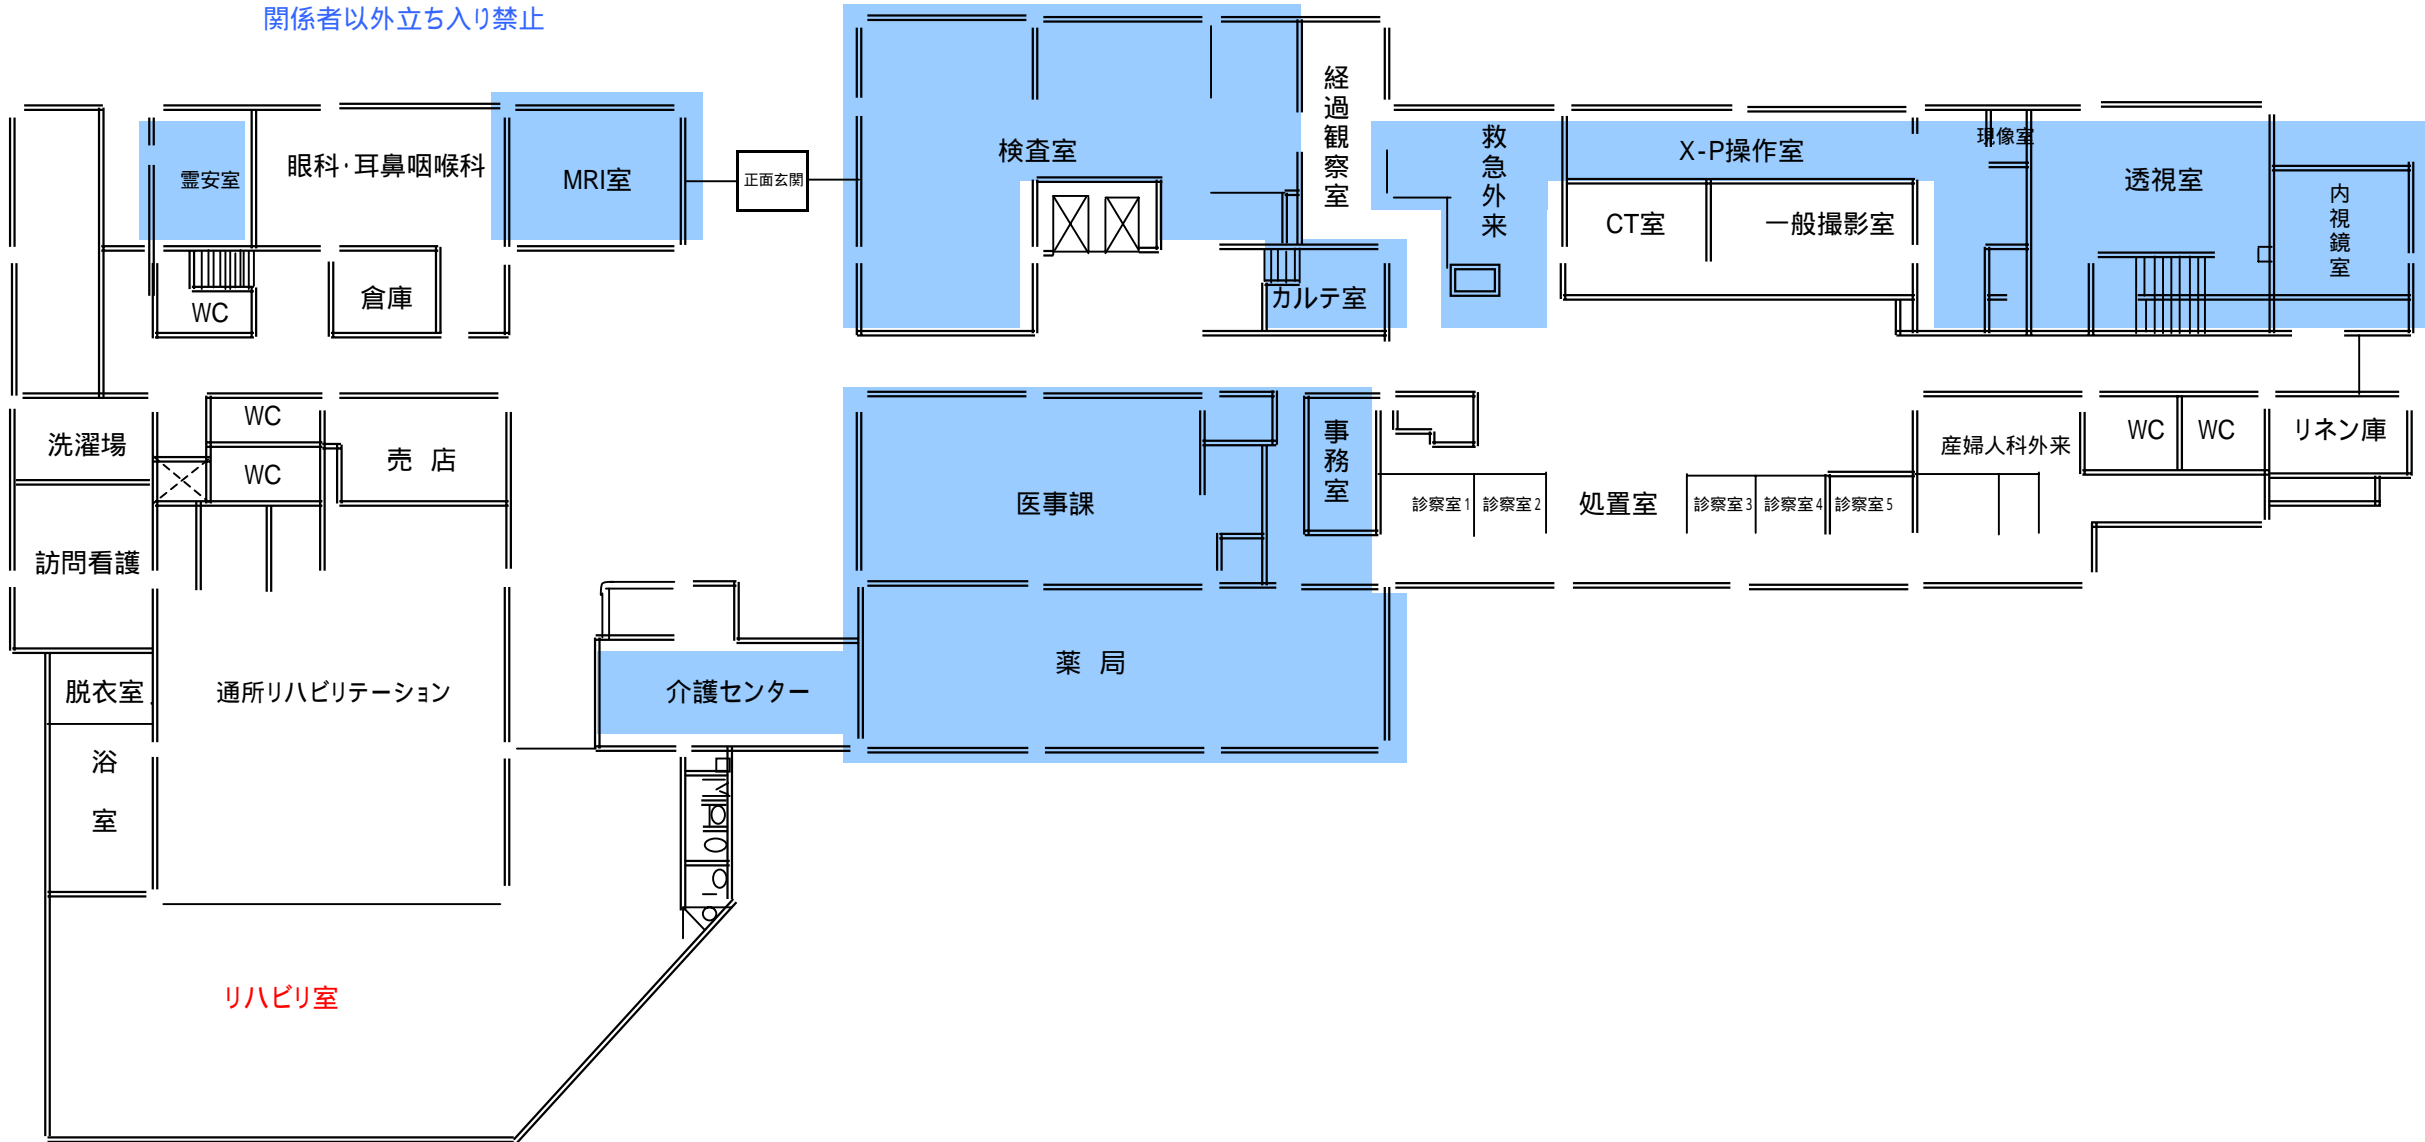 関係者以外立ち入り禁止
経過観察室
救急外来
現像室
検査室
X-P操作室
眼科・耳鼻咽喉科
霊安室
MRI室
正面玄関
透視室
内視鏡室
CT室
一般撮影室
倉庫
カルテ室
WC
WC
洗濯場
売 店
WC
事務室
産婦人科外来
WC
WC
リネン庫
医事課
診察室1
診察室2
処置室
診察室3
診察室4
診察室5
訪問看護
薬 局
脱衣室
通所リハビリテーション
介護センター
浴室
リハビリ室